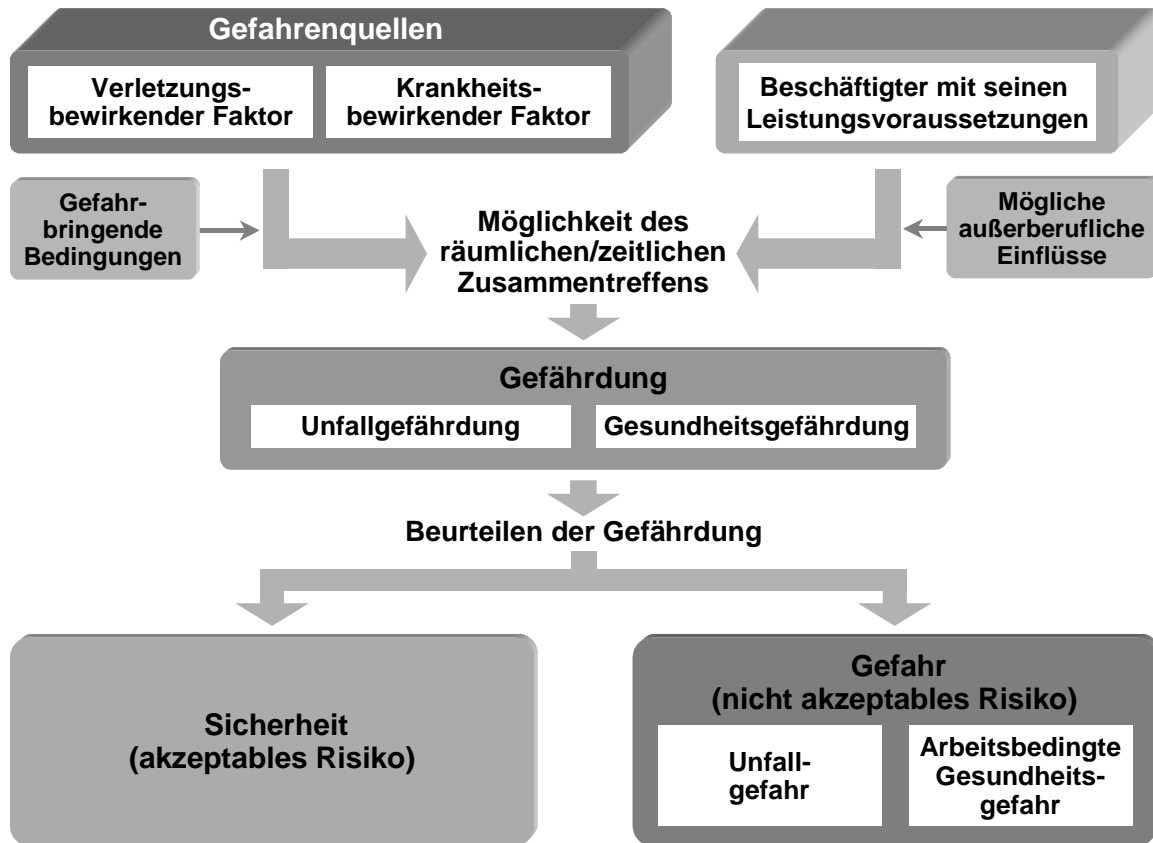 Gefahrenquellen
Verletzungs-
bewirkender Faktor
Krankheits-
bewirkender Faktor
Beschäftigter mit seinen
Leistungsvoraussetzungen
Gefahr-
bringende
Bedingungen
Möglichkeit des
räumlichen/zeitlichen
Zusammentreffens
Mögliche
außerberufliche
Einflüsse
Gefährdung
Unfallgefährdung
Gesundheitsgefährdung
Beurteilen der Gefährdung
Sicherheit
(akzeptables Risiko)
Gefahr
(nicht akzeptables Risiko)
Unfall-
gefahr
Arbeitsbedingte
Gesundheits-
gefahr